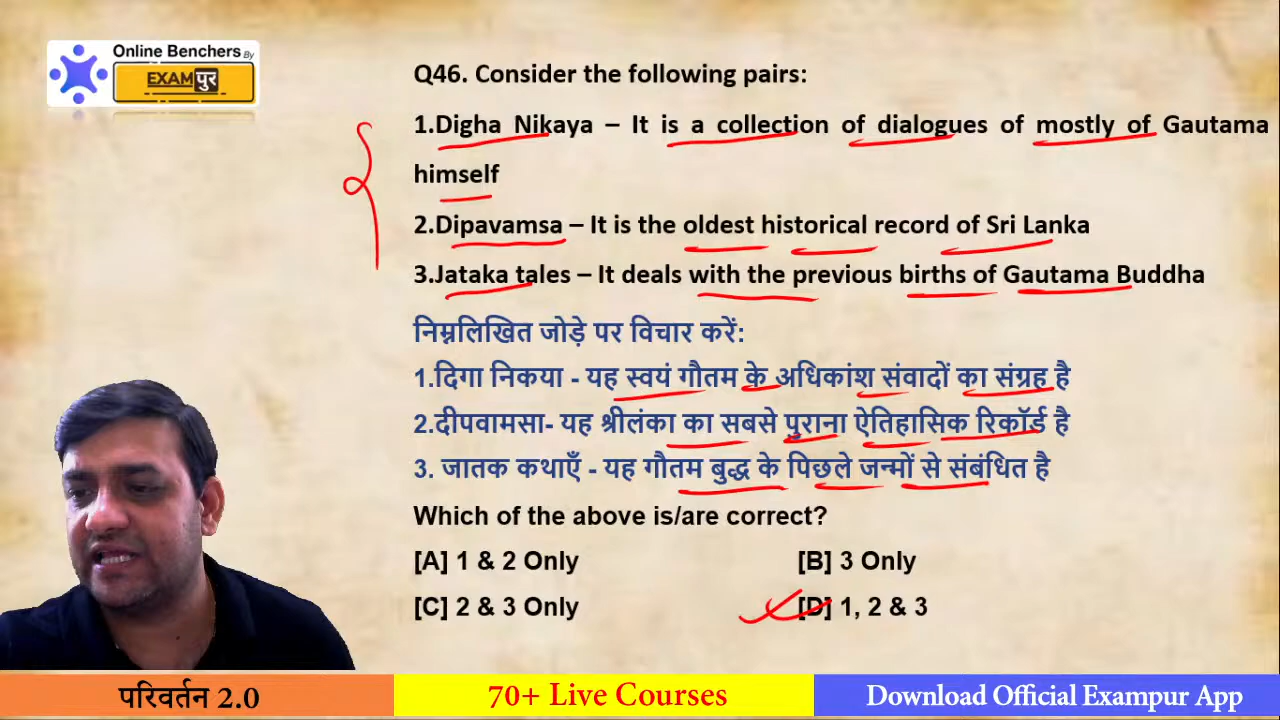 Online Benchers By
EXAMपुर
Q46. Consider the following pairs:
1.Digha Nikaya – It is a collection of dialogues of mostly of Gautama
himself
2.Dipavamsa – It is the oldest historical record of Sri Lanka
3.Jataka tales – It deals with the previous births of Gautama Buddha
निम्नलिखित जोड़े पर विचार करें:
1.दिगा निकया - यह स्वयं गौतम के अधिकांश संवादों का संग्रह है
2.दीपवामसा- यह श्रीलंका का सबसे पुराना ऐतिहासिक रिकॉर्ड है
3. जातक कथाएँ - यह गौतम बुद्ध के पिछले जन्मों से संबंधित है
Which of the above is/are correct?
[A] 1 & 2 Only [B] 3 Only
[C] 2 & 3 Only [D] 1, 2 & 3
परिवर्तन 2.0 70+ Live Courses Download Official Exampur App